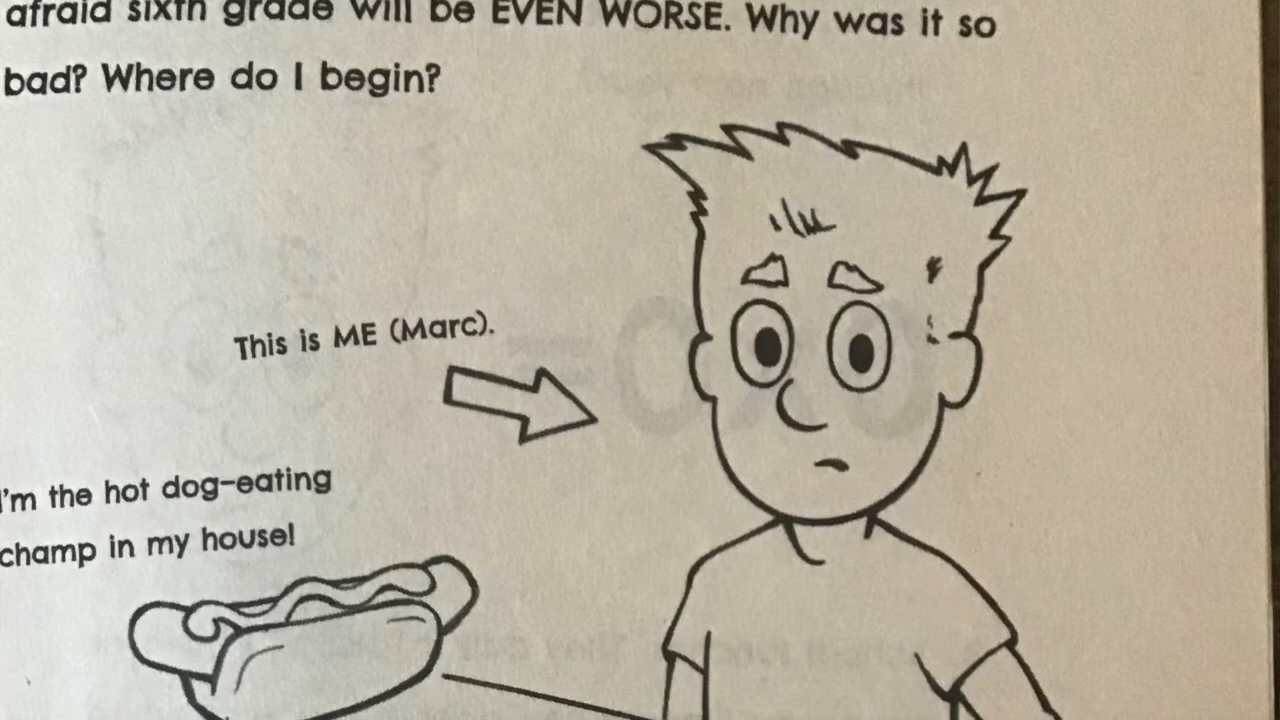 afraid sixth grade will be EVEN WORSE. Why was it so
bad? Where do I begin?
This is ME (Marc).
I'm the hot dog-eating
champ in my house!